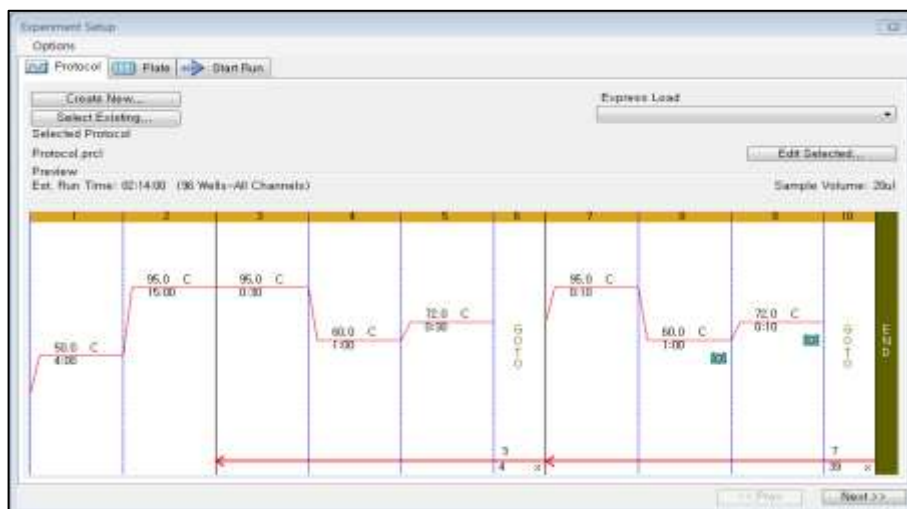 Experiment Setup
Options
Protocol Plate Start Run
Create New... Express Load
Select Existing...
Selected Protocol
Protocol.prcl Edit Selected...
Preview
Est. Run Time: 02:14:00 (96 Wells-All Channels) Sample Volume: 20ul
1 2 3 4 5 6 7 8 9 10
95.0 C 95.0 C 95.0 C
15:00 0:30 0:10
72.0 C 72.0 C
0:30 0:10
60.0 C 60.0 C
1:00 1:00
50.0 C
4:00
GOTO GOTO END
3 7
4 x 39 x
<< Prev Next >>